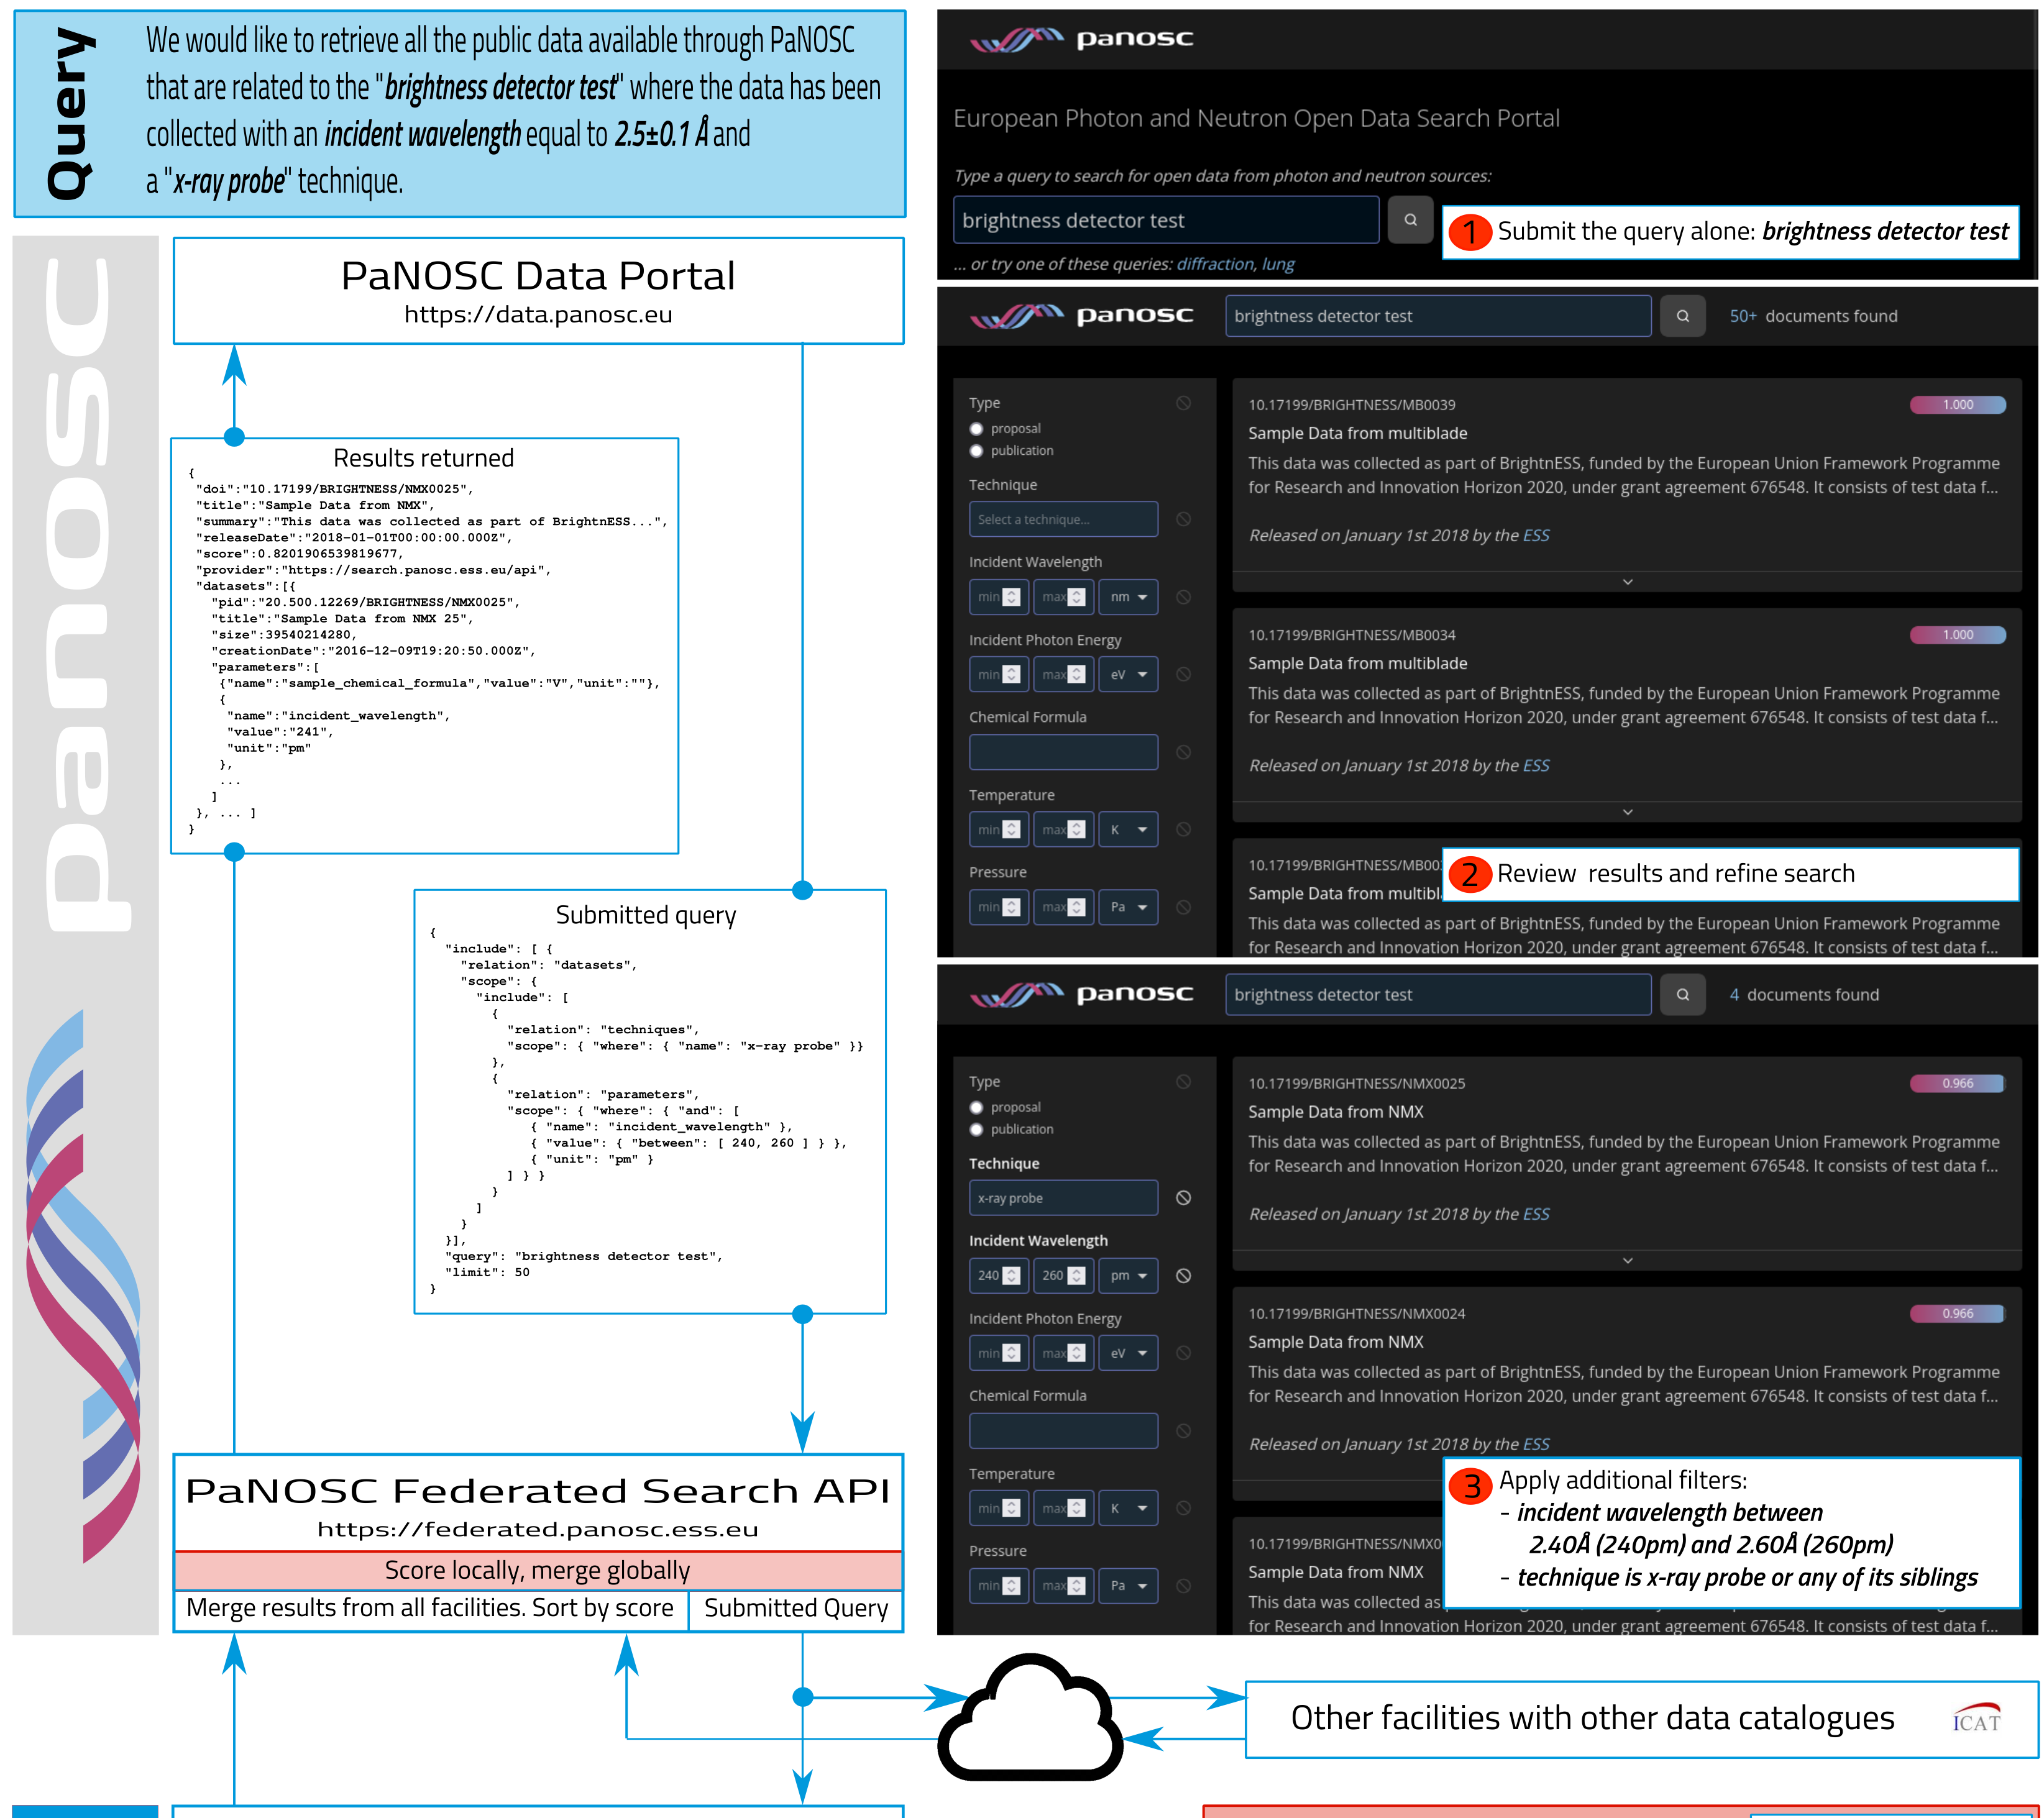 Query
We would like to retrieve all the public data available through PaNOSC
that are related to the "brightness detector test" where the data has been
collected with an incident wavelength equal to 2.5±0.1 Å and
a "x-ray probe" technique.
panosc
PaNOSC Data Portal
https://data.panosc.eu
Results returned
{
"doi":"10.17199/BRIGHTNESS/NMX0025",
"title":"Sample Data from NMX",
"summary":"This data was collected as part of BrightnESS...",
"releaseDate":"2018-01-01T00:00:00.000Z",
"score":0.8201906539819677,
"provider":"https://search.panosc.ess.eu/api",
"datasets":[{
"pid":"20.500.12269/BRIGHTNESS/NMX0025",
"title":"Sample Data from NMX 25",
"size":39540214280,
"creationDate":"2016-12-09T19:20:50.000Z",
"parameters":[
{"name":"sample_chemical_formula","value":"V","unit":""},
{
"name":"incident_wavelength",
"value":"241",
"unit":"pm"
},
...
]
}, ... ]
}
Submitted query
{
"include": [ {
"relation": "datasets",
"scope": {
"include": [
{
"relation": "techniques",
"scope": { "where": { "name": "x-ray probe" }}
},
{
"relation": "parameters",
"scope": { "where": { "and": [
{ "name": "incident_wavelength" },
{ "value": { "between": [ 240, 260 ] } },
{ "unit": "pm" }
] } }
}
]
}
}],
"query": "brightness detector test",
"limit": 50
}
PaNOSC Federated Search API
https://federated.panosc.ess.eu
Score locally, merge globally
Merge results from all facilities. Sort by score
Submitted Query
panosc
European Photon and Neutron Open Data Search Portal
Type a query to search for open data from photon and neutron sources:
brightness detector test
1 Submit the query alone: brightness detector test
... or try one of these queries: diffraction, lung
panosc
brightness detector test
50+ documents found
Type
proposal
publication
Technique
Select a technique...
Incident Wavelength
min max nm
Incident Photon Energy
min max eV
Chemical Formula
Temperature
min max K
Pressure
min max Pa
10.17199/BRIGHTNESS/MB0039
1.000
Sample Data from multiblade
This data was collected as part of BrightnESS, funded by the European Union Framework Programme
for Research and Innovation Horizon 2020, under grant agreement 676548. It consists of test data f...
Released on January 1st 2018 by the ESS
10.17199/BRIGHTNESS/MB0034
1.000
Sample Data from multiblade
This data was collected as part of BrightnESS, funded by the European Union Framework Programme
for Research and Innovation Horizon 2020, under grant agreement 676548. It consists of test data f...
Released on January 1st 2018 by the ESS
10.17199/BRIGHTNESS/MB00
2 Review results and refine search
Sample Data from multibl
This data was collected as part of BrightnESS, funded by the European Union Framework Programme
for Research and Innovation Horizon 2020, under grant agreement 676548. It consists of test data f...
panosc
brightness detector test
4 documents found
Type
proposal
publication
Technique
x-ray probe
Incident Wavelength
240 260 pm
Incident Photon Energy
min max eV
Chemical Formula
Temperature
min max K
Pressure
min max Pa
10.17199/BRIGHTNESS/NMX0025
0.966
Sample Data from NMX
This data was collected as part of BrightnESS, funded by the European Union Framework Programme
for Research and Innovation Horizon 2020, under grant agreement 676548. It consists of test data f...
Released on January 1st 2018 by the ESS
10.17199/BRIGHTNESS/NMX0024
0.966
Sample Data from NMX
This data was collected as part of BrightnESS, funded by the European Union Framework Programme
for Research and Innovation Horizon 2020, under grant agreement 676548. It consists of test data f...
Released on January 1st 2018 by the ESS
3 Apply additional filters:
- incident wavelength between
2.40Å (240pm) and 2.60Å (260pm)
- technique is x-ray probe or any of its siblings
10.17199/BRIGHTNESS/NMX0
Sample Data from NMX
This data was collected as
for Research and Innovation Horizon 2020, under grant agreement 676548. It consists of test data f...
Other facilities with other data catalogues
ICAT